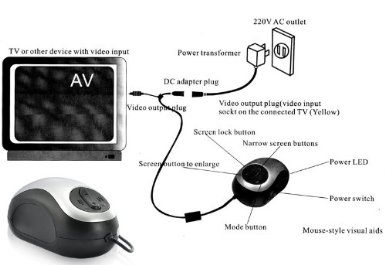 220V AC outlet
TV or other device with video input
Power transformer
AV
DC adapter plug
Video output plug
Video output plug(video input
sockt on the connected TV (Yellow)
Screen lock button
Narrow screen buttons
Screen button to enlarge
Power LED
Power switch
Mode button
Mouse-style visual aids